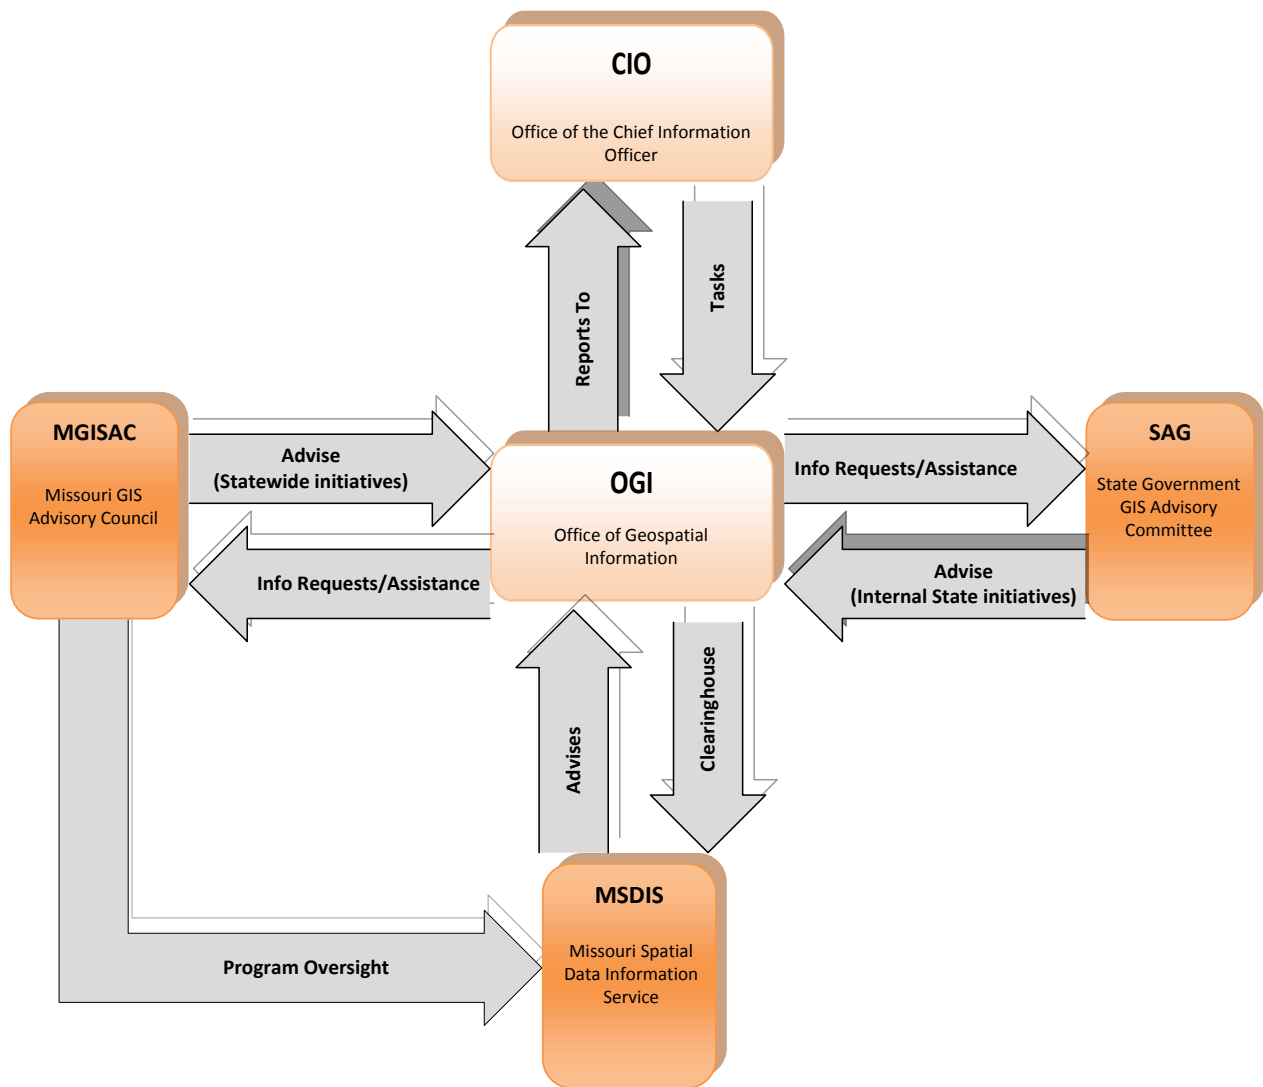 CIO
Office of the Chief Information
Officer
Reports To
Tasks
MGISAC
Missouri GIS
Advisory Council
Advise
(Statewide initiatives)
Info Requests/Assistance
OGI
Office of Geospatial
Information
Info Requests/Assistance
Advise
(Internal State initiatives)
SAG
State Government
GIS Advisory
Committee
Advises
Clearinghouse
Program Oversight
MSDIS
Missouri Spatial
Data Information
Service